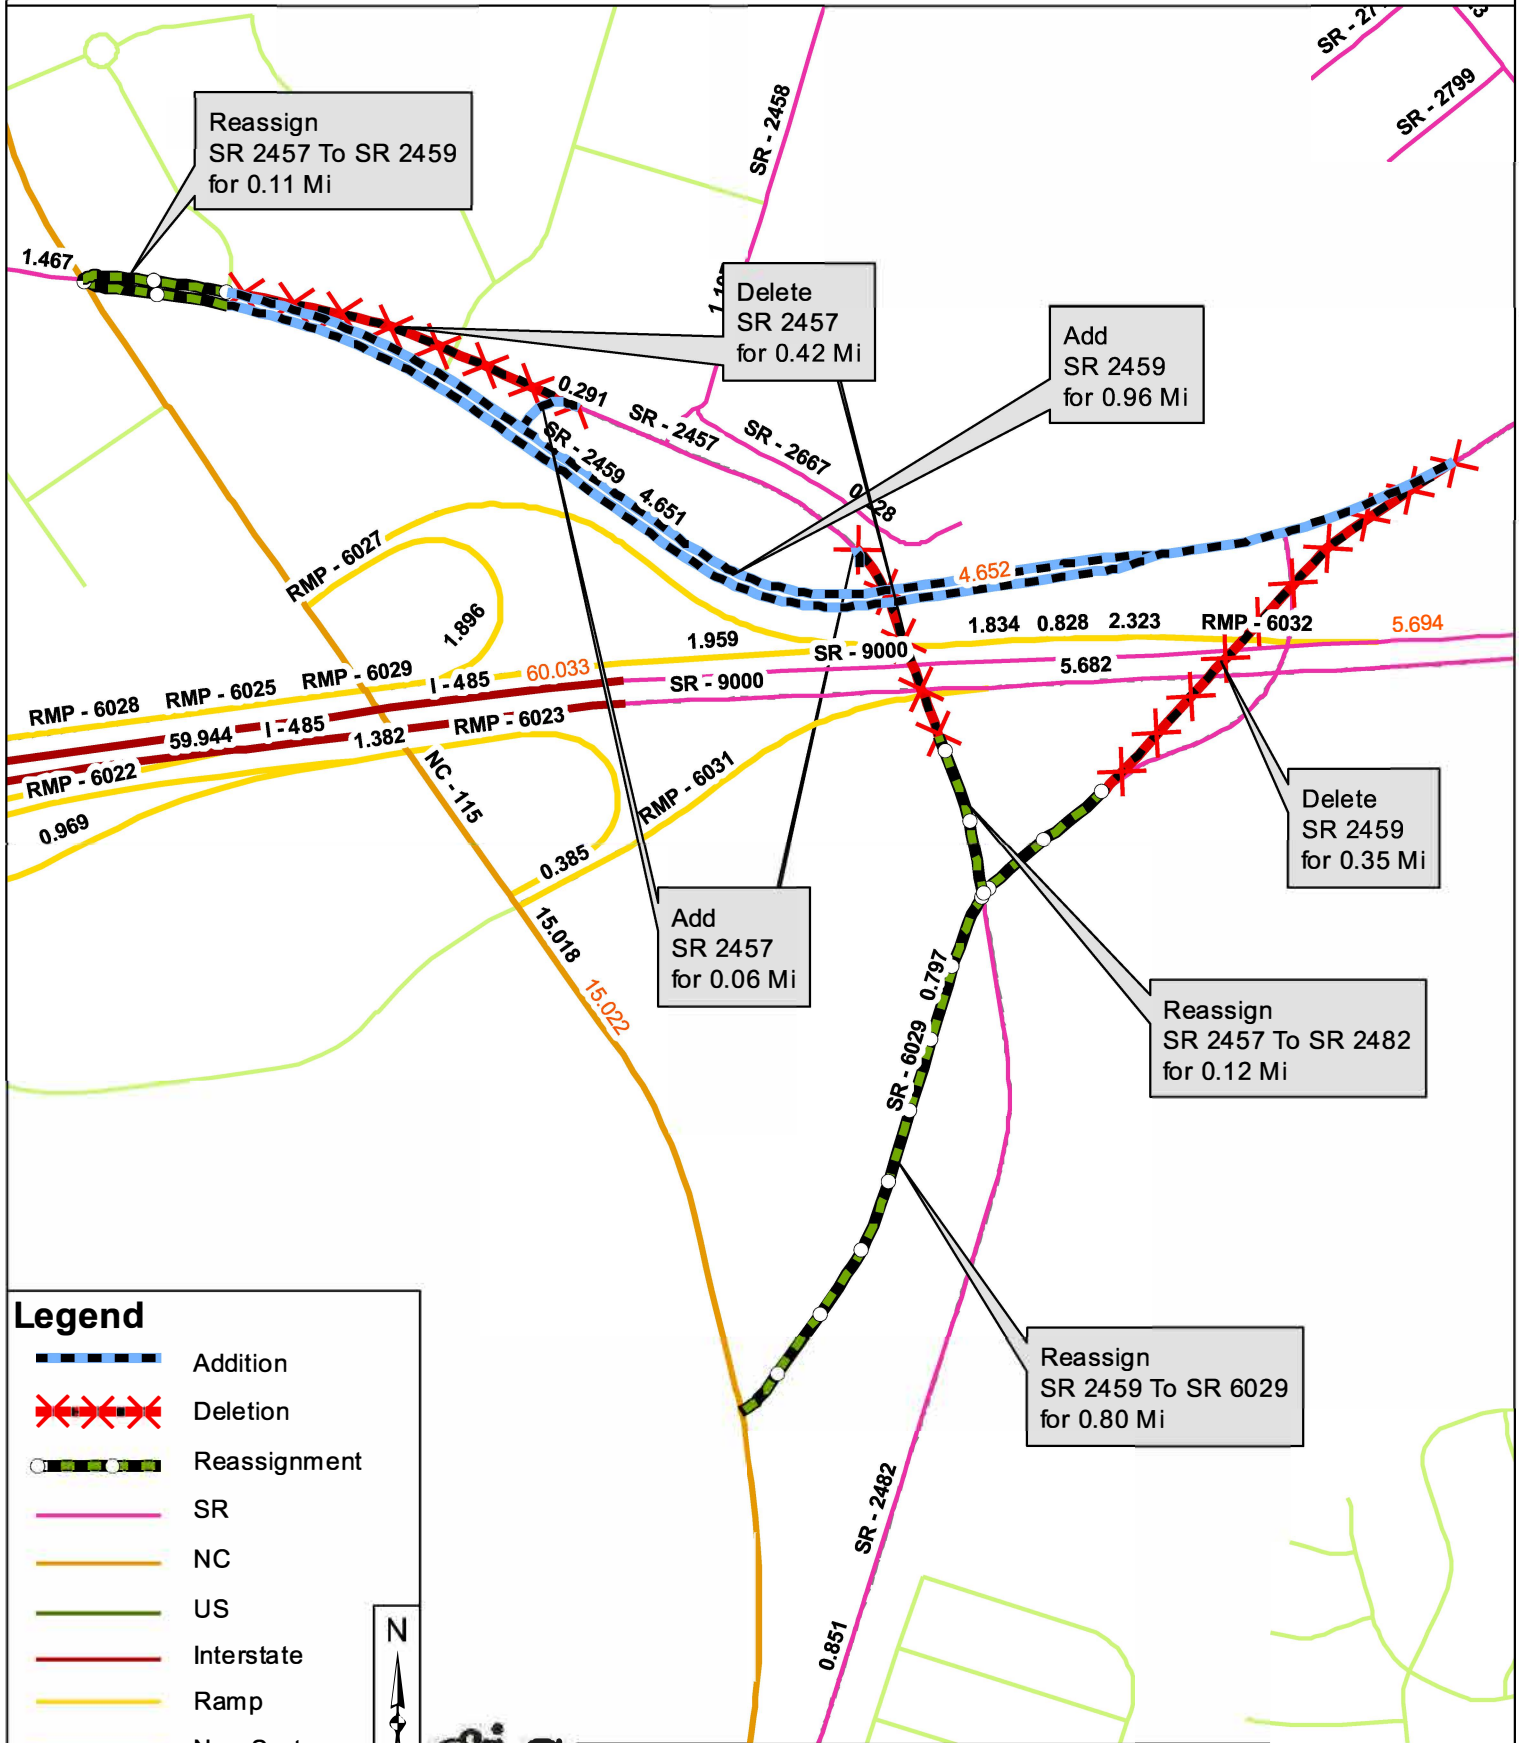 SR - 2799
SR - 2458
Reassign
SR 2457 To SR 2459
for 0.11 Mi
1.467
Delete
SR 2457
for 0.42 Mi
Add
SR 2459
for 0.96 Mi
0.291
SR - 2457
SR - 2667
SR - 2459
4.651
RMP - 6027
4.652
1.896
1.959
SR - 9000
1.834
0.828
2.323
RMP - 6032
5.694
5.682
RMP - 6028
RMP - 6025
RMP - 6029
I - 485
60.033
SR - 9000
59.944
I - 485
1.382
RMP - 6023
RMP - 6022
0.969
NC - 115
RMP - 6031
0.385
Delete
SR 2459
for 0.35 Mi
15.018
15.022
Add
SR 2457
for 0.06 Mi
0.797
SR - 6029
Reassign
SR 2457 To SR 2482
for 0.12 Mi
Reassign
SR 2459 To SR 6029
for 0.80 Mi
SR - 2482
0.851
Legend
Addition
Deletion
Reassignment
SR
NC
US
Interstate
Ramp
N